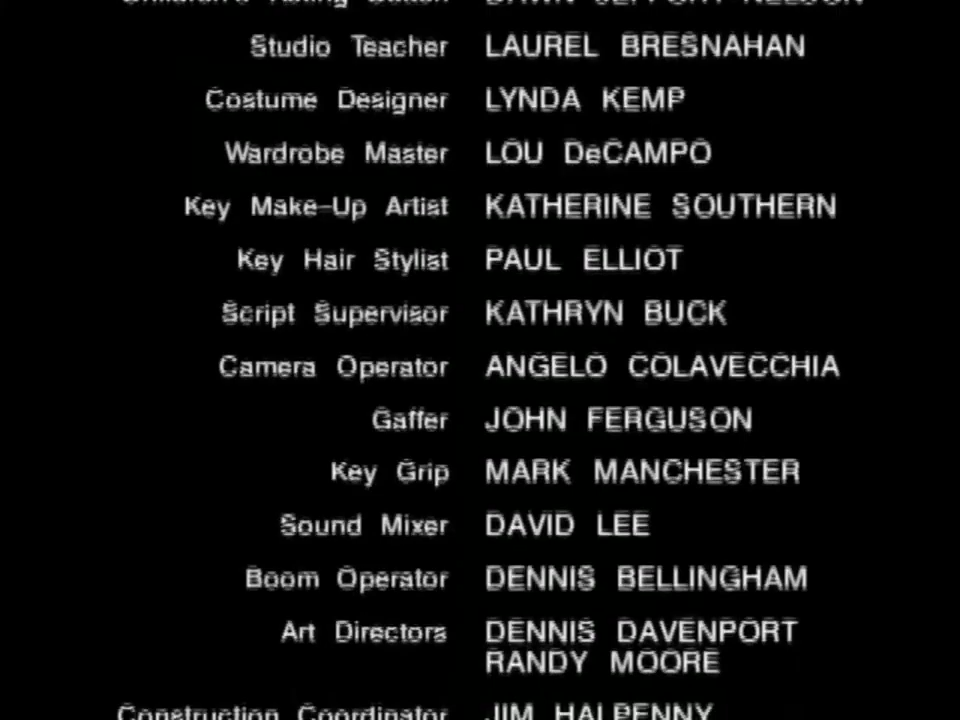 Studio Teacher LAUREL BRESNAHAN
Costume Designer LYNDA KEMP
Wardrobe Master LOU DeCAMPO
Key Make-Up Artist KATHERINE SOUTHERN
Key Hair Stylist PAUL ELLIOT
Script Supervisor KATHRYN BUCK
Camera Operator ANGELO COLAVECCHIA
Gaffer JOHN FERGUSON
Key Grip MARK MANCHESTER
Sound Mixer DAVID LEE
Boom Operator DENNIS BELLINGHAM
Art Directors DENNIS DAVENPORT
RANDY MOORE
Construction Coordinator JIM HALPENNY